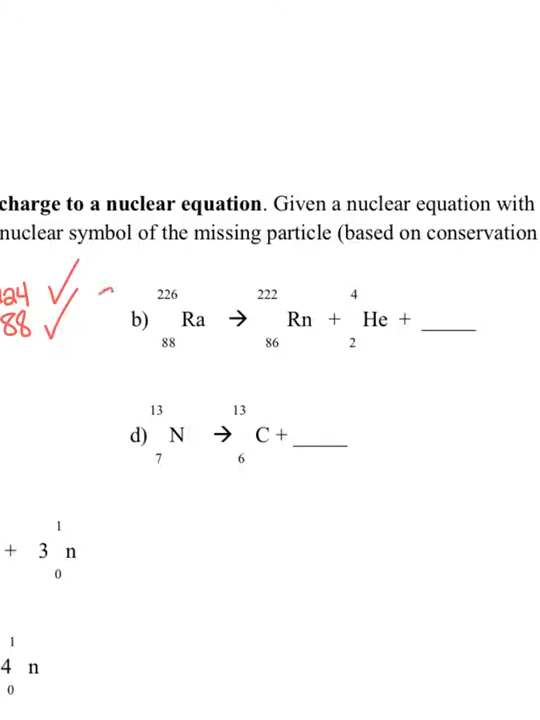 charge to a nuclear equation. Given a nuclear equation with
nuclear symbol of the missing particle (based on conservation
224 ✓
88 ✓
226 222 4
b) Ra → Rn + He + _____
88 86 2
13 13
d) N → C + _____
7 6
1
+ 3 n
0
1
4 n
0